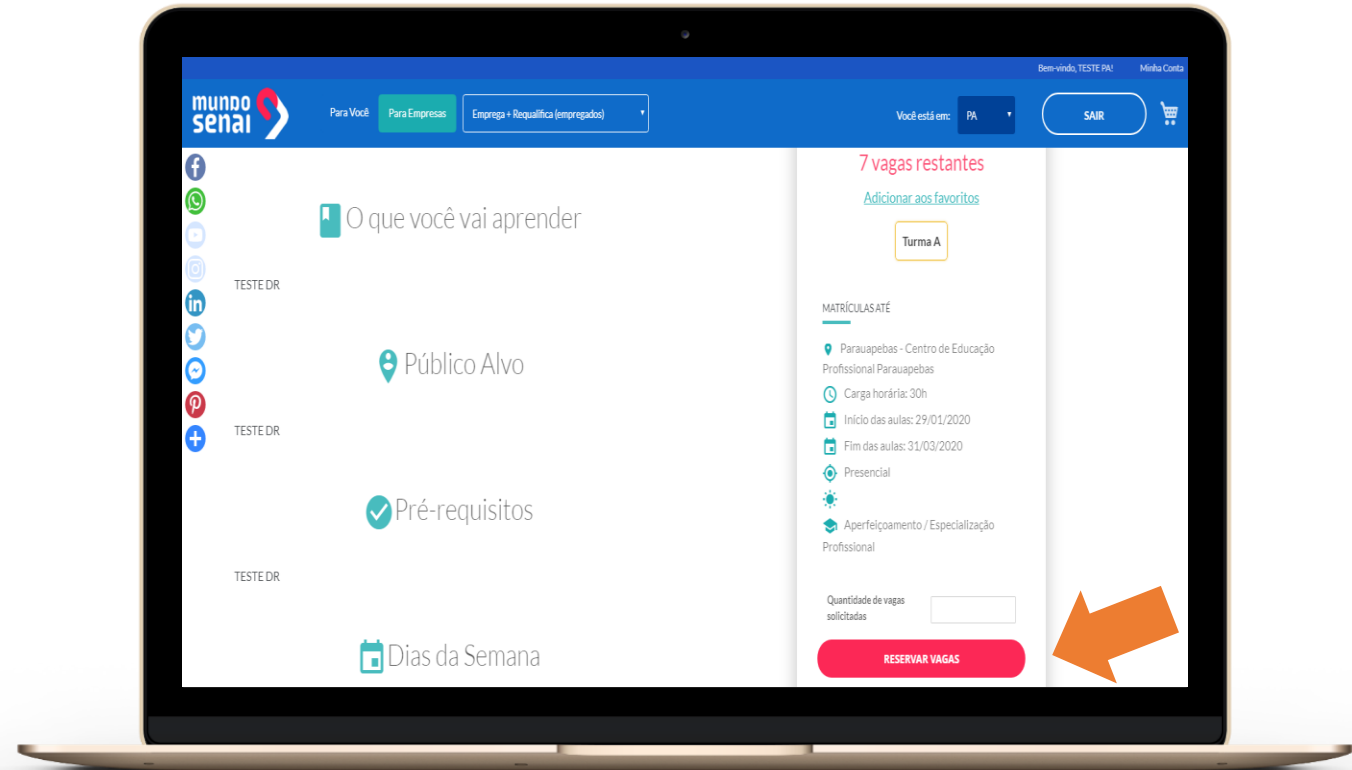 Bem-vindo, TESTE PA! Minha Conta
mundo
senai
Para Você Para Empresas Emprega + Requalifica (empregados) Você está em: PA SAIR
7 vagas restantes
Adicionar aos favoritos
Turma A
O que você vai aprender
TESTE DR
MATRÍCULAS ATÉ
Parauapebas - Centro de Educação
Profissional Parauapebas
Carga horária: 30h
Início das aulas: 29/01/2020
Fim das aulas: 31/03/2020
Presencial
Aperfeiçoamento / Especialização
Profissional
Público Alvo
TESTE DR
Pré-requisitos
TESTE DR
Dias da Semana
Quantidade de vagas
solicitadas
RESERVAR VAGAS